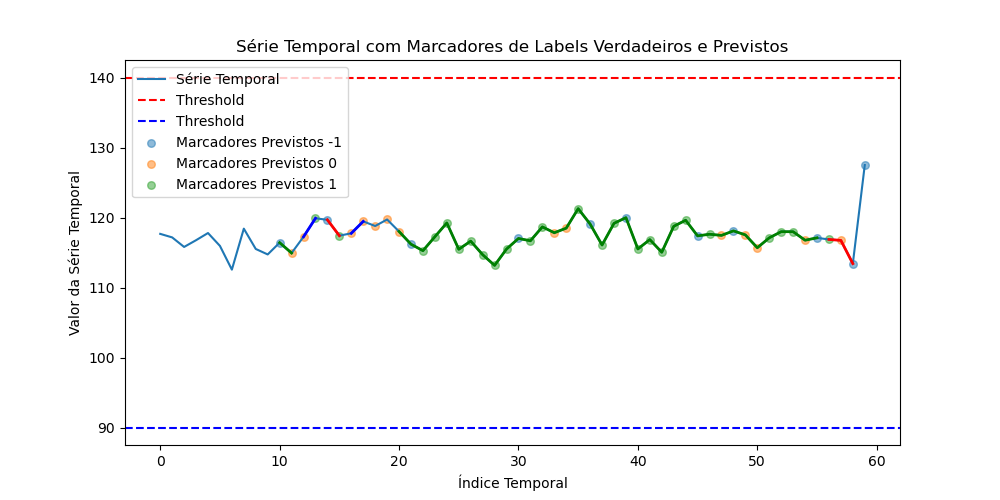 Série Temporal com Marcadores de Labels Verdadeiros e Previstos
Valor da Série Temporal
140
130
120
110
100
90
Série Temporal
Threshold
Threshold
Marcadores Previstos -1
Marcadores Previstos 0
Marcadores Previstos 1
0 10 20 30 40 50 60
Índice Temporal